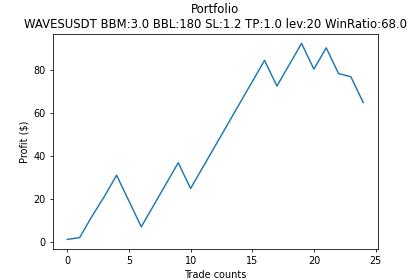 Portfolio
WAVESUSDT BBM:3.0 BBL:180 SL:1.2 TP:1.0 lev:20 WinRatio:68.0
Profit ($)
80
60
40
20
0
0 5 10 15 20 25
Trade counts